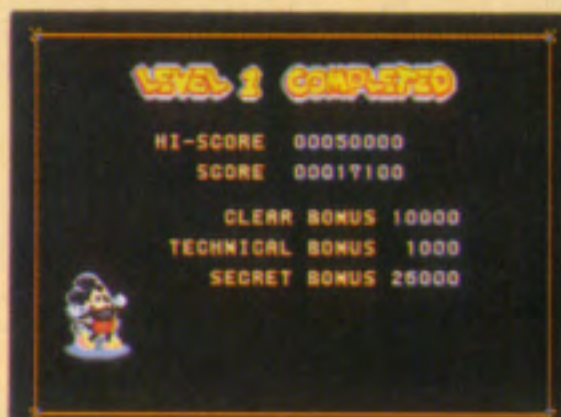 LEVEL 1 COMPLETED
HI-SCORE 00050000
SCORE 00017100
CLEAR BONUS 10000
TECHNICAL BONUS 1000
SECRET BONUS 25000